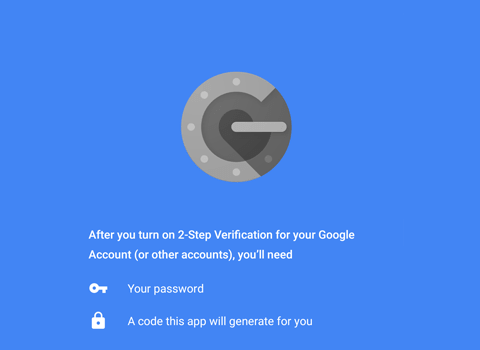 After you turn on 2-Step Verification for your Google
Account (or other accounts), you'll need
Your password
A code this app will generate for you